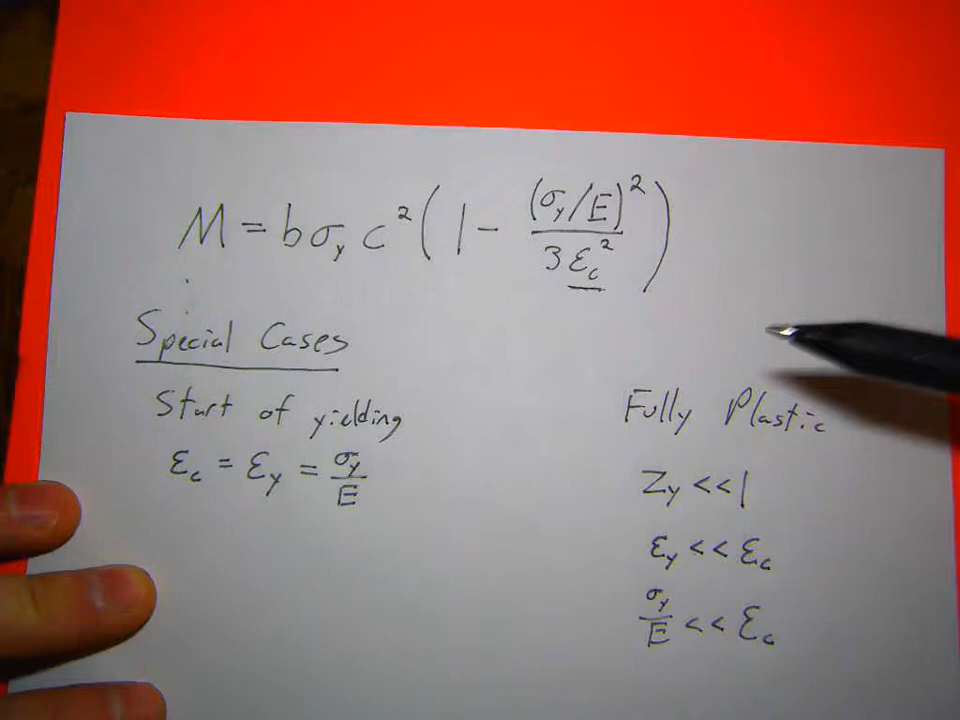 M = bσ_y c² (1 - (σ_y/E)² / 3ε_c²)
Special Cases
Start of yielding
ε_c = ε_y = σ_y/E
Fully Plastic
z_y << 1
ε_y << ε_c
σ_y/E << ε_c